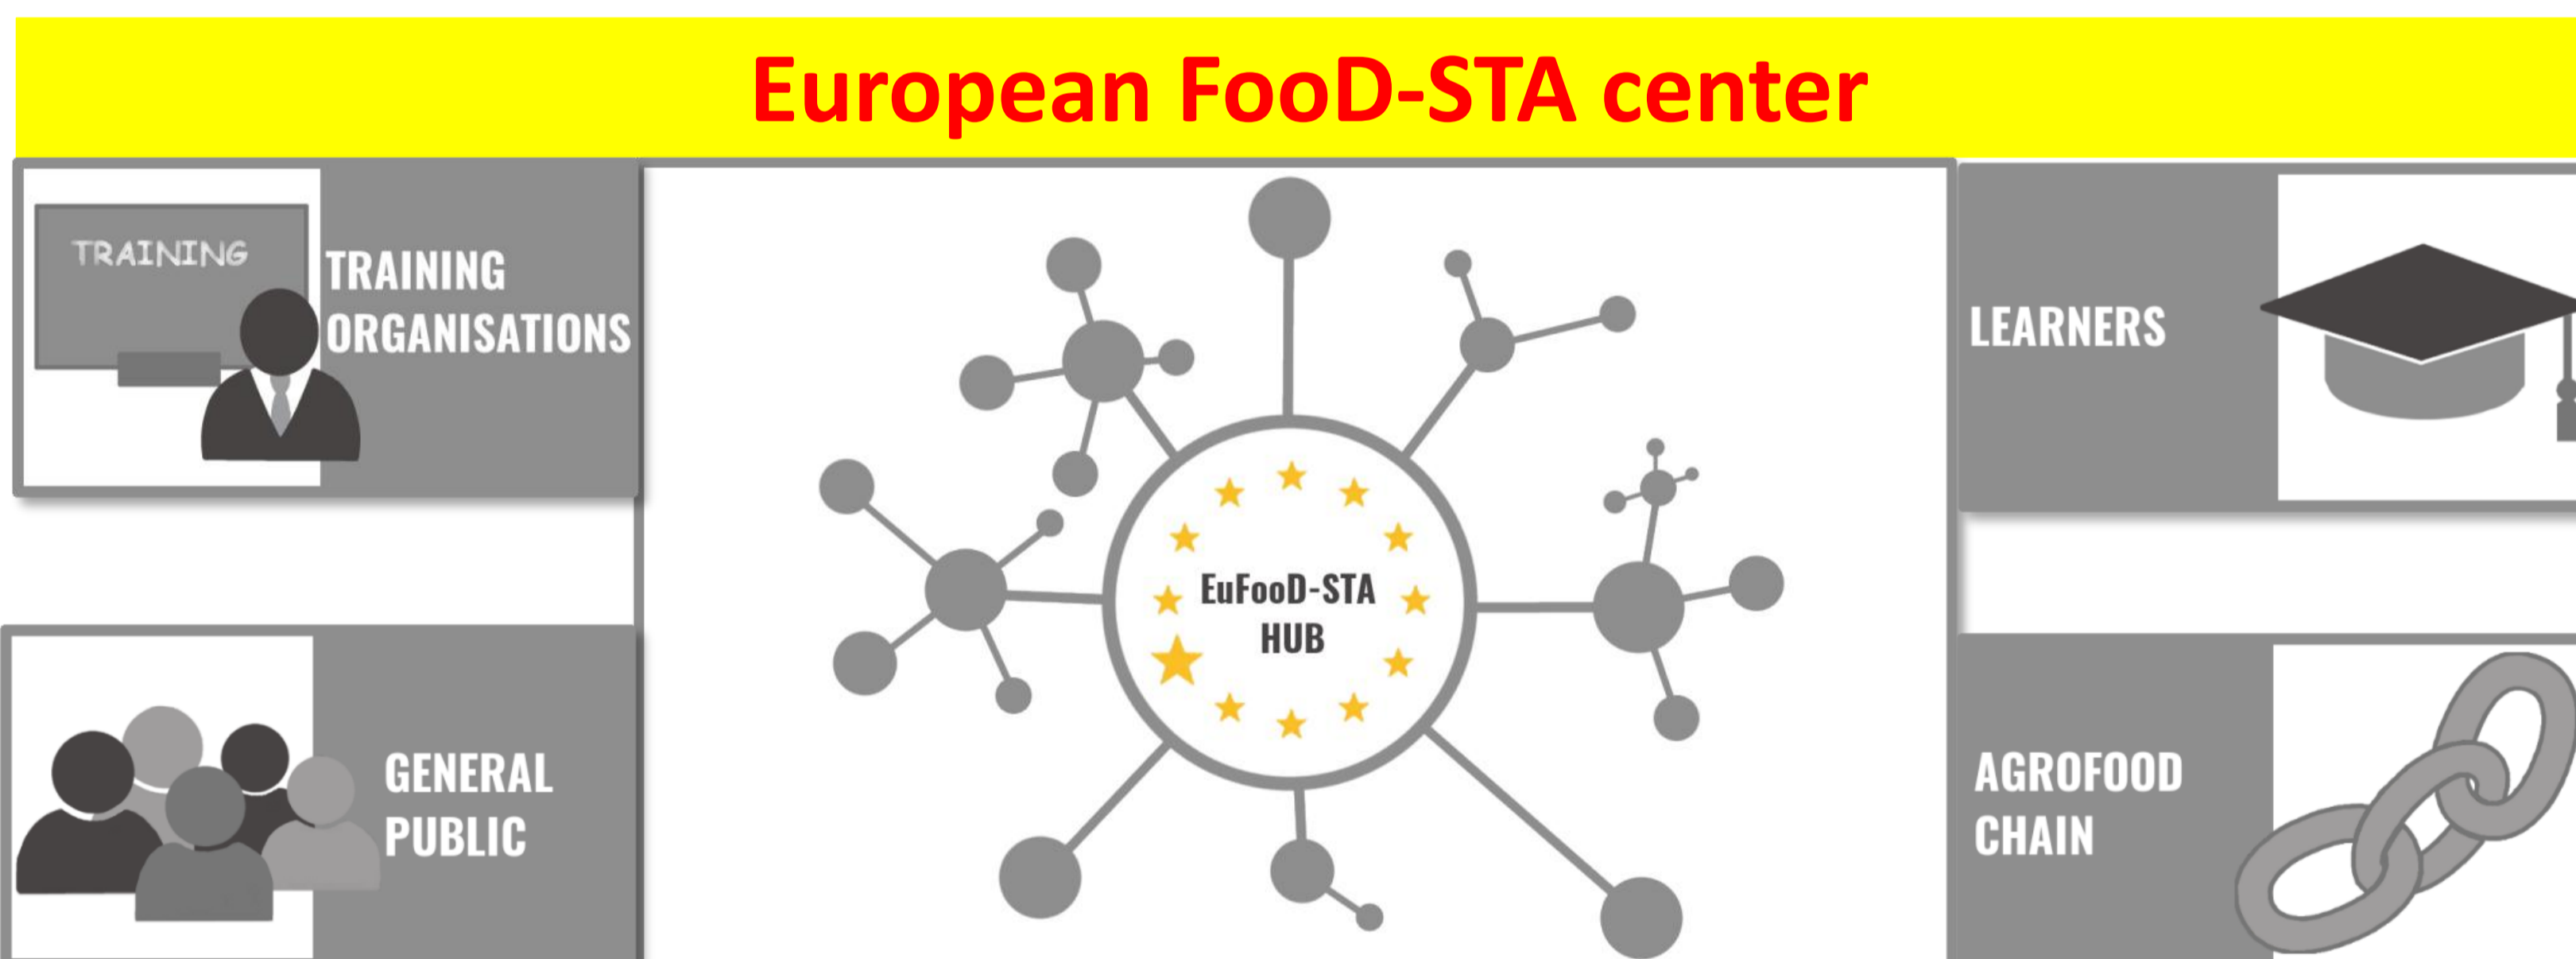 European FooD-STA center
TRAINING
TRAINING
ORGANISATIONS
LEARNERS
EuFooD-STA
HUB
GENERAL
PUBLIC
AGROFOOD
CHAIN